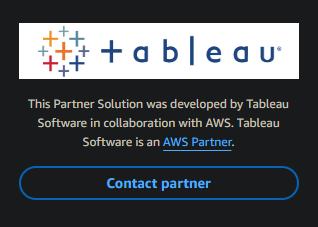 +ableau®
This Partner Solution was developed by Tableau
Software in collaboration with AWS. Tableau
Software is an AWS Partner.
Contact partner